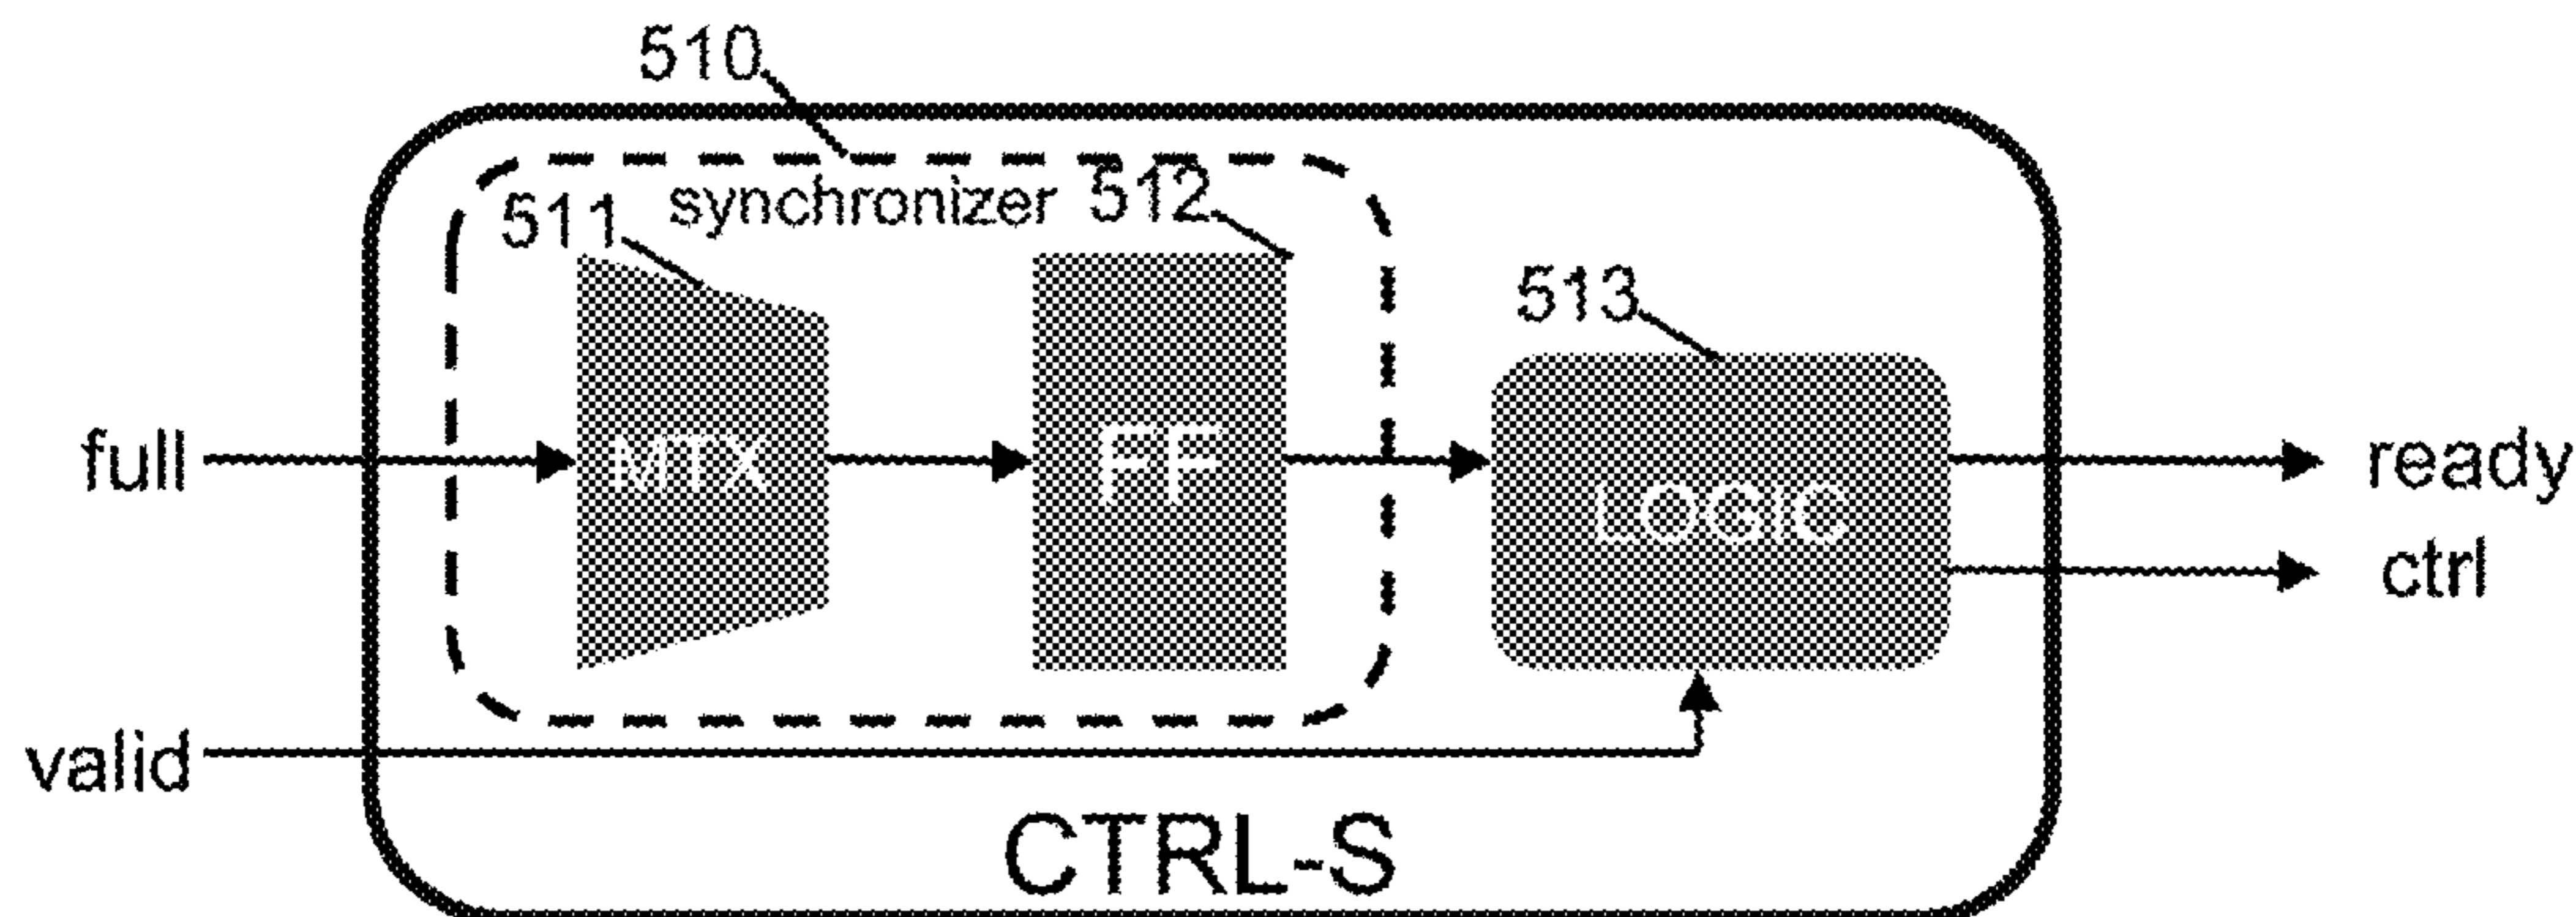 510
synchronizer
511
512
513
MTX
FF
LOGIC
full
ready
ctrl
valid
CTRL-S